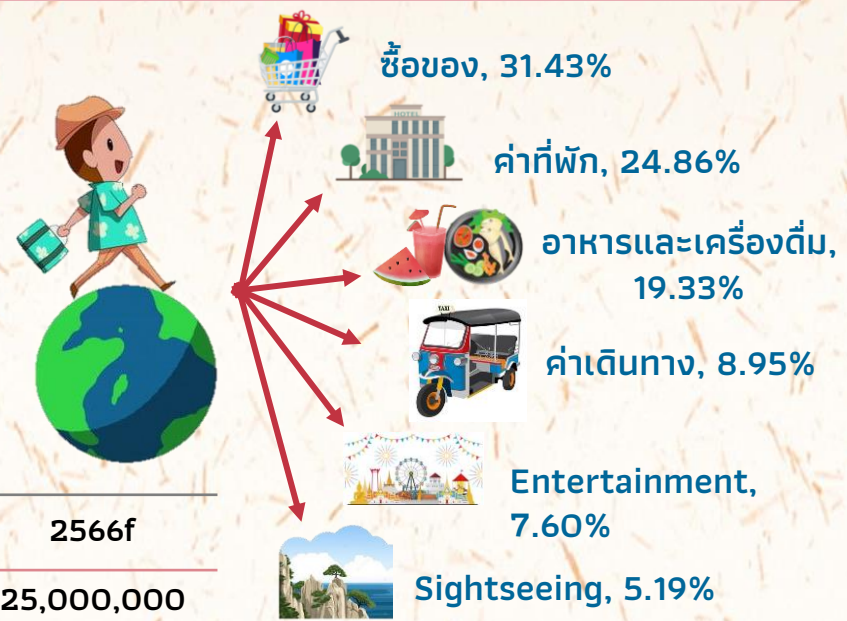 ซื้อของ, 31.43%
HOTEL
ค่าที่พัก, 24.86%
อาหารและเครื่องดื่ม,
19.33%
TAXI
ค่าเดินทาง, 8.95%
Entertainment,
7.60%
Sightseeing, 5.19%
2566f
25,000,000